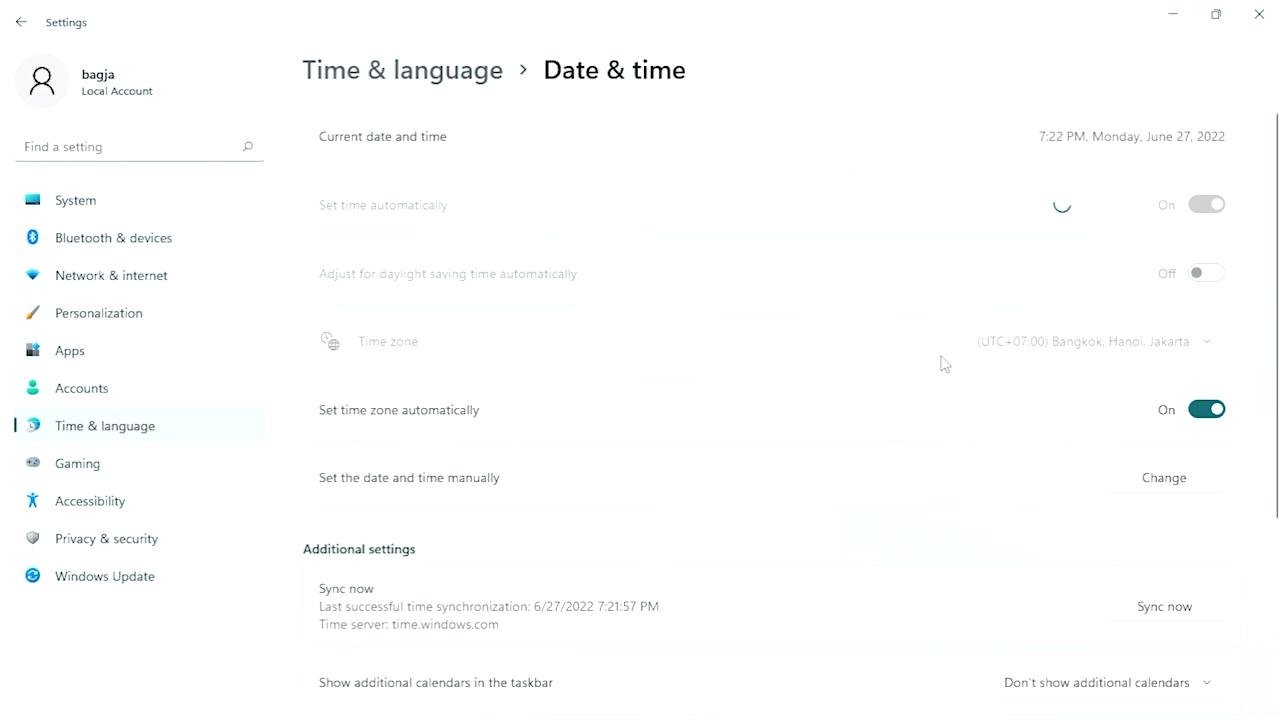 Settings
bagja
Local Account
Find a setting
System
Bluetooth & devices
Network & internet
Personalization
Apps
Accounts
Time & language
Gaming
Accessibility
Privacy & security
Windows Update
Time & language > Date & time
Current date and time 7:22 PM, Monday, June 27, 2022
Set time automatically On
Adjust for daylight saving time automatically Off
Time zone (UTC+07:00) Bangkok, Hanoi, Jakarta
Set time zone automatically On
Set the date and time manually Change
Additional settings
Sync now
Last successful time synchronization: 6/27/2022 7:21:57 PM Sync now
Time server: time.windows.com
Show additional calendars in the taskbar Don't show additional calendars